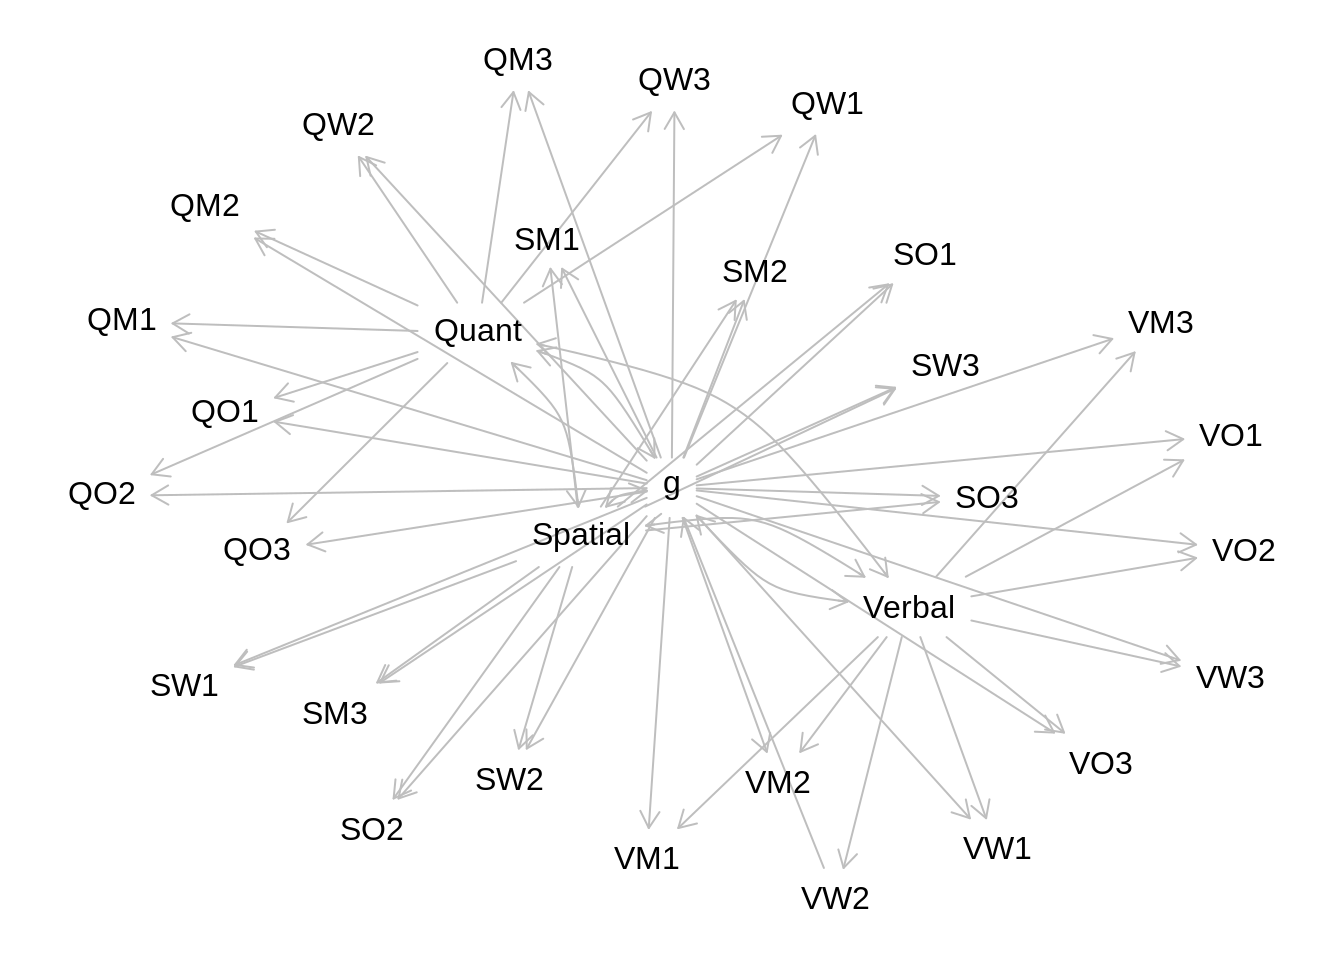 QM3
QW3
QW1
QW2
QM2
SM1
SM2
SO1
QM1
Quant
VM3
SW3
QO1
VO1
QO2
g
SO3
QO3
Spatial
VO2
Verbal
SW1
SM3
VW3
SW2
VM2
VO3
SO2
VM1
VW1
VW2